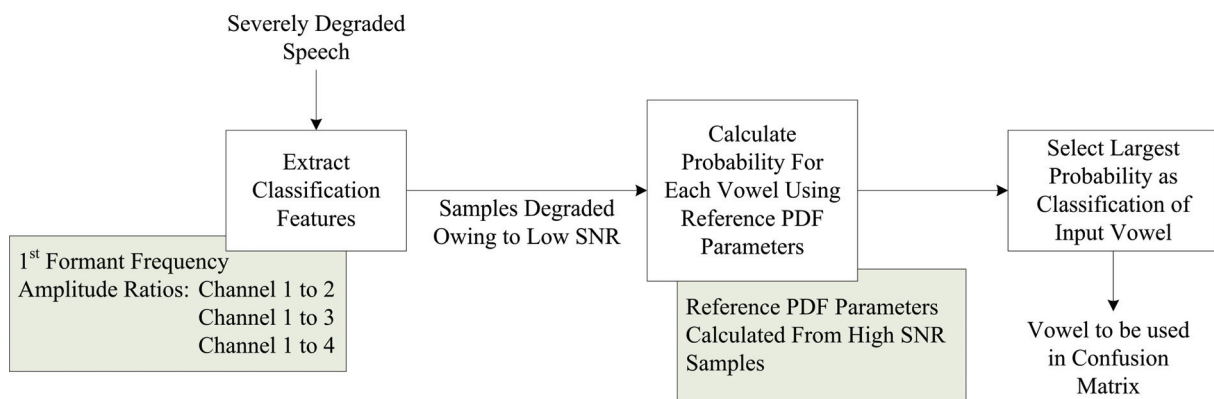 Severely Degraded
Speech
Extract
Classification
Features
1st Formant Frequency
Amplitude Ratios: Channel 1 to 2
Channel 1 to 3
Channel 1 to 4
Samples Degraded
Owing to Low SNR
Calculate
Probability For
Each Vowel Using
Reference PDF
Parameters
Reference PDF Parameters
Calculated From High SNR
Samples
Select Largest
Probability as
Classification of
Input Vowel
Vowel to be used
in Confusion
Matrix